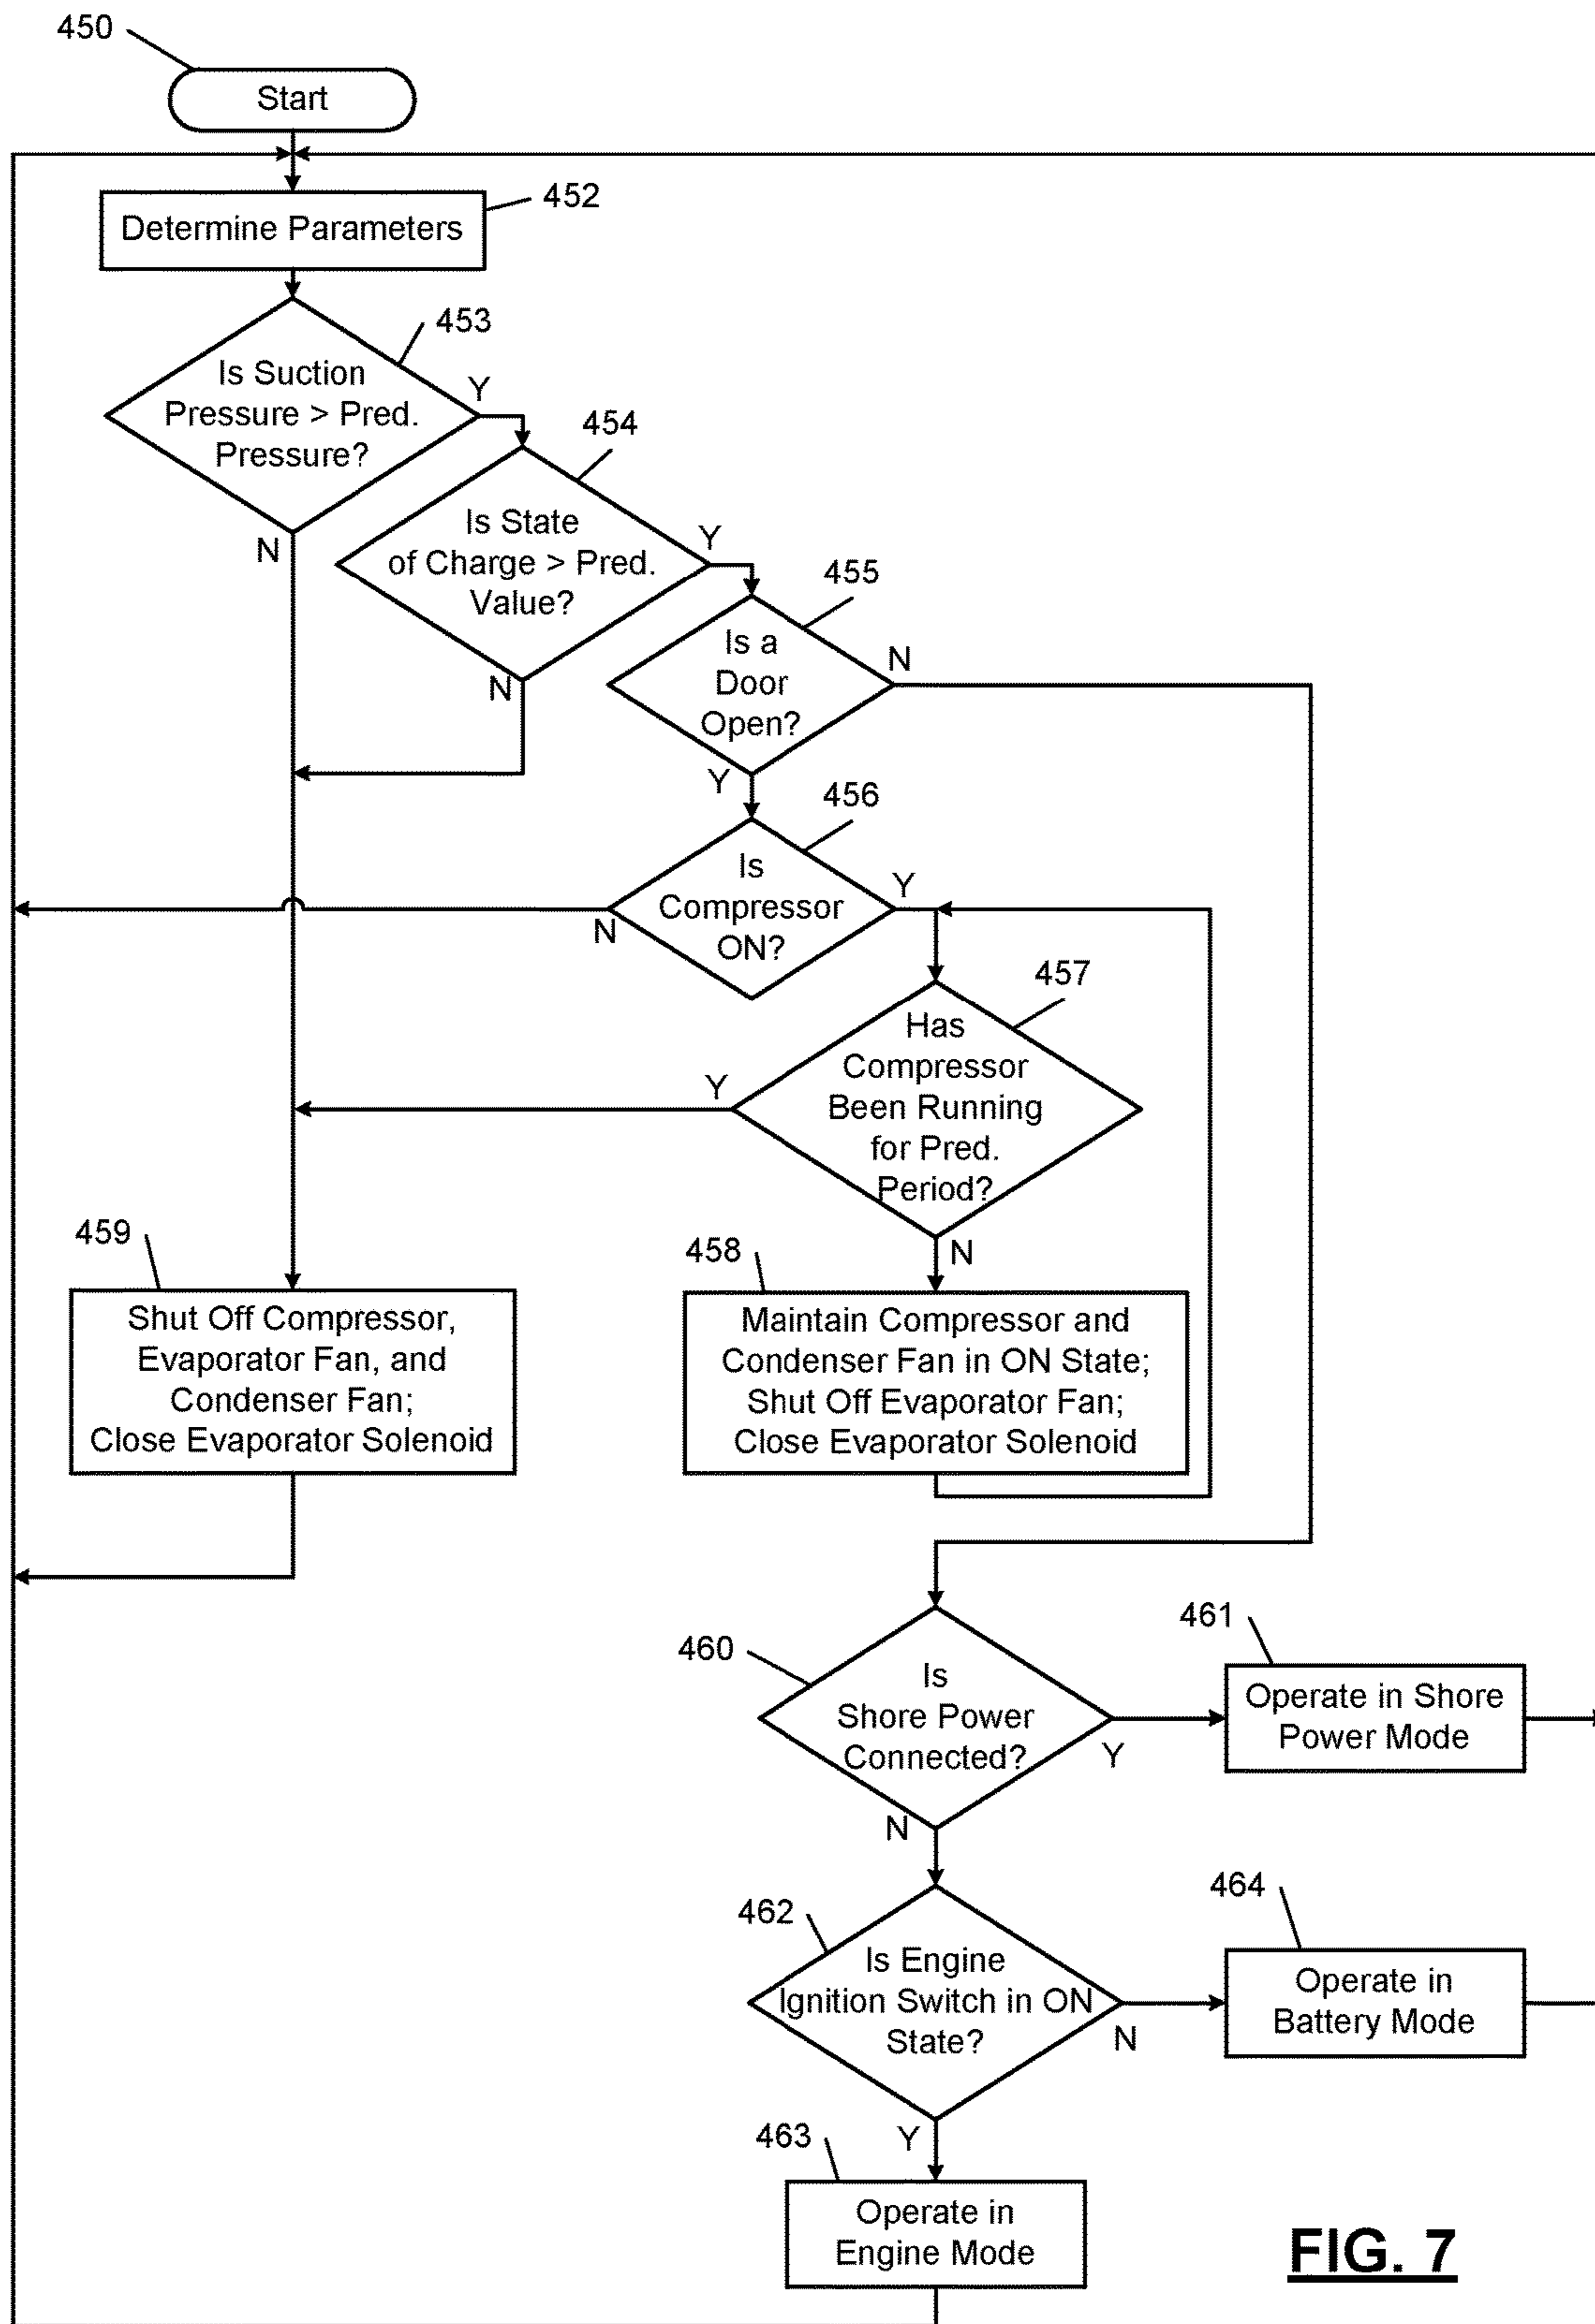 450
Start
452
Determine Parameters
453
Is Suction
Pressure > Pred.
Pressure?
Y
N
454
Is State
of Charge > Pred.
Value?
Y
N
455
Is a
Door
Open?
N
Y
456
Is
Compressor
ON?
Y
N
457
Has
Compressor
Been Running
for Pred.
Period?
Y
N
459
Shut Off Compressor,
Evaporator Fan, and
Condenser Fan;
Close Evaporator Solenoid
458
Maintain Compressor and
Condenser Fan in ON State;
Shut Off Evaporator Fan;
Close Evaporator Solenoid
460
Is
Shore Power
Connected?
Y
N
461
Operate in Shore
Power Mode
462
Is Engine
Ignition Switch in ON
State?
N
Y
464
Operate in
Battery Mode
463
Operate in
Engine Mode
FIG. 7